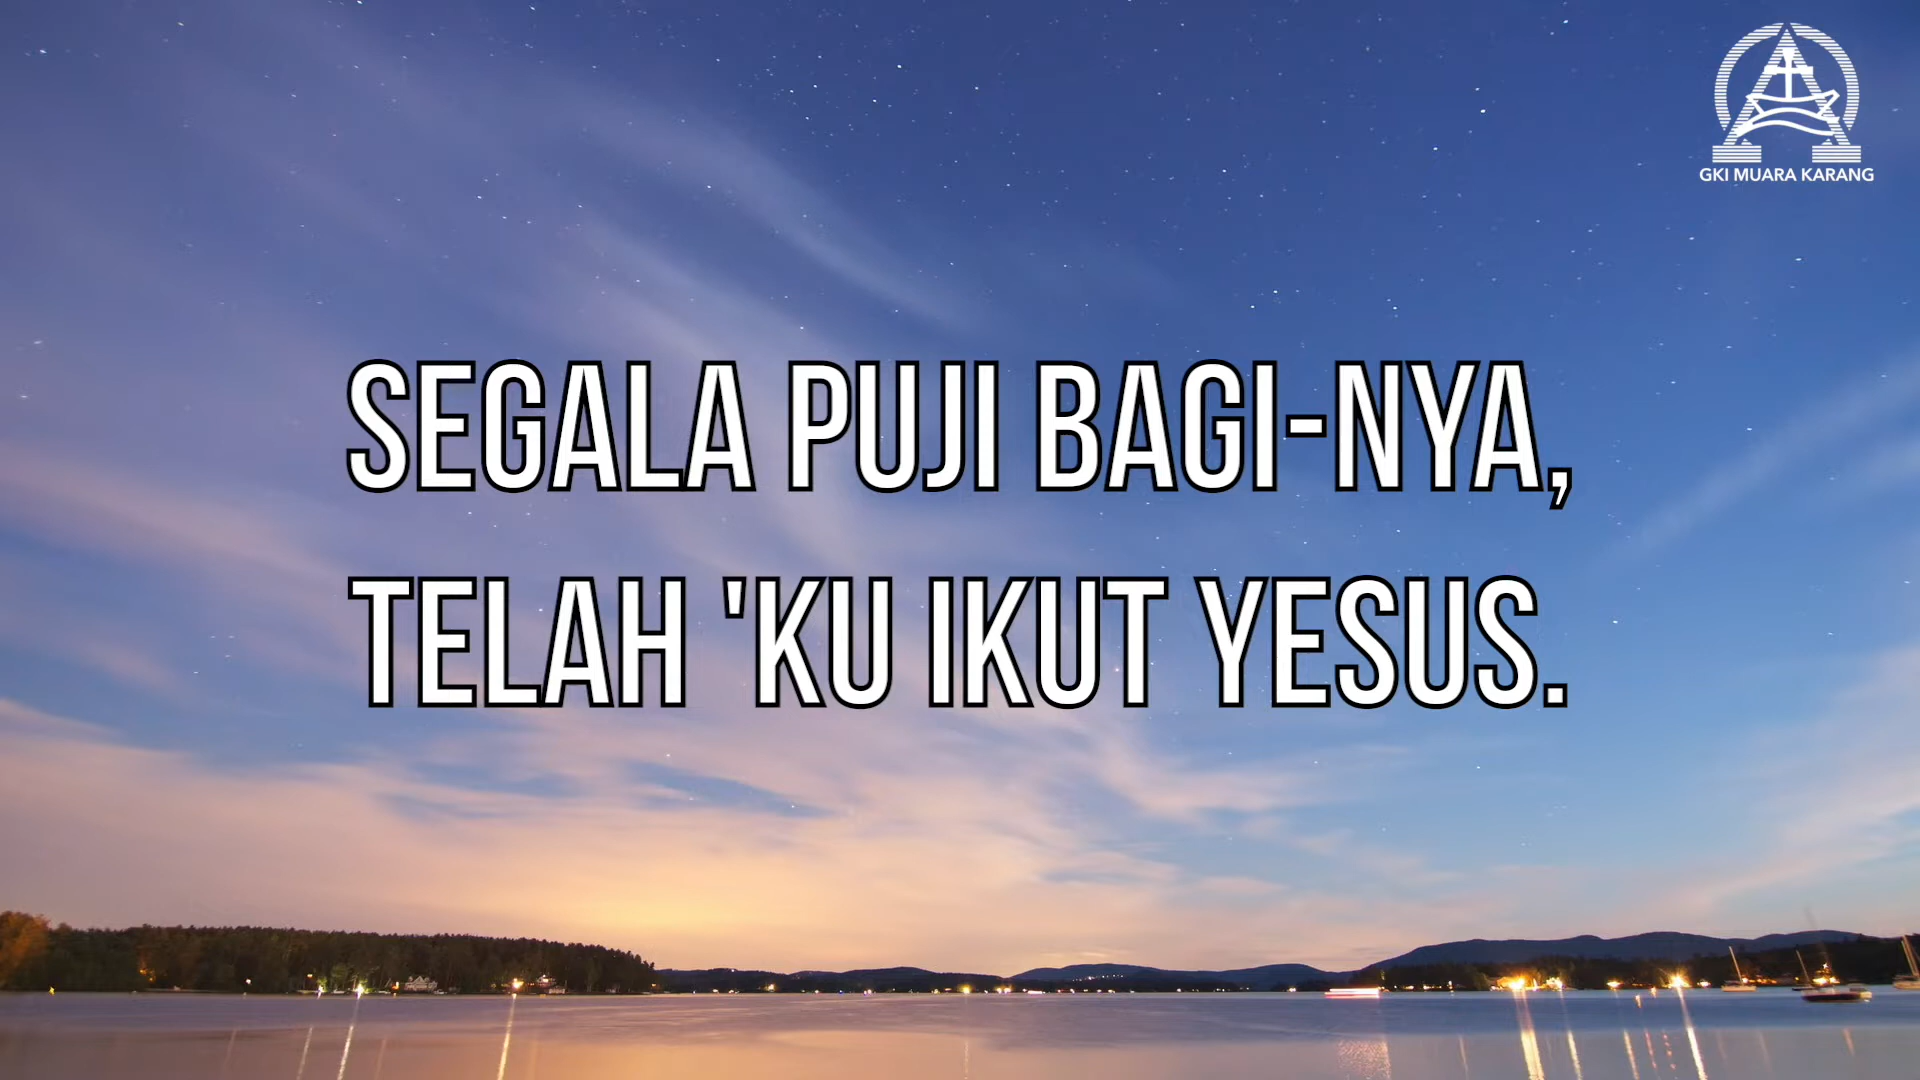 GKI MUARA KARANG
SEGALA PUJI BAGI-NYA,
TELAH 'KU IKUT YESUS.